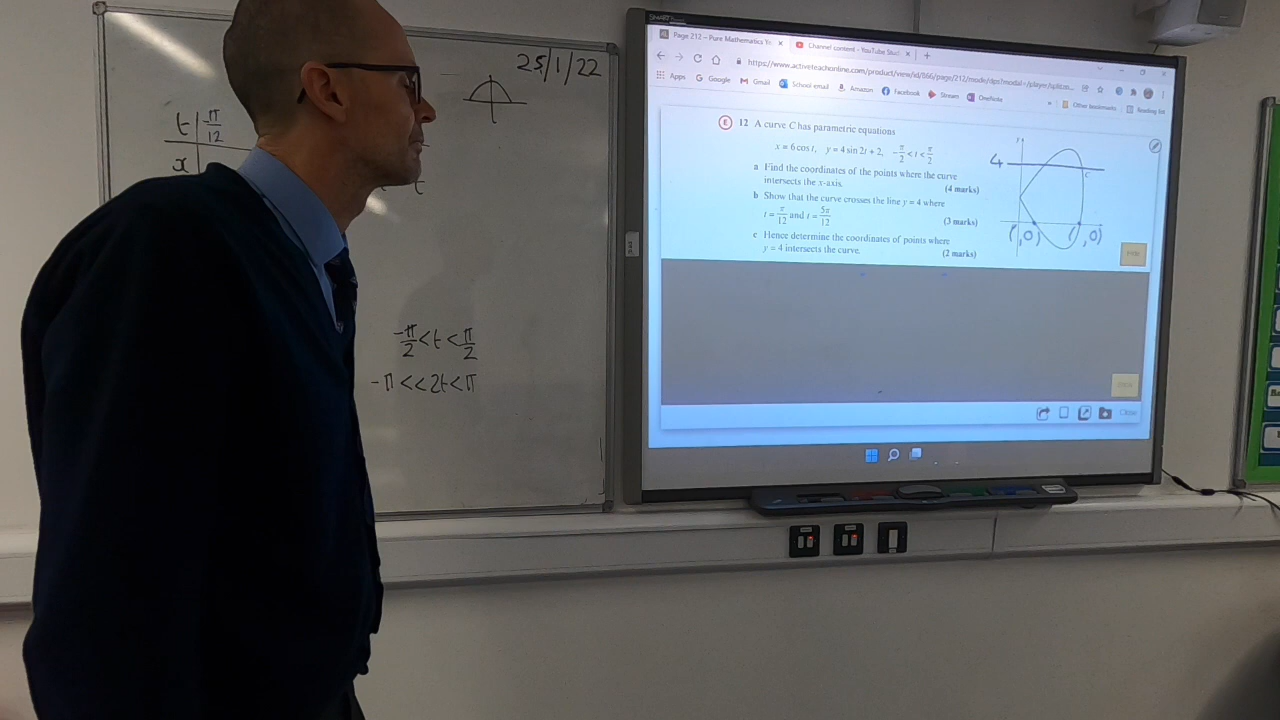 25/1/22
t π/12
x
t
-π/2 < t < π/2
-π < < 2t < π
SMART
Page 212 – Pure Mathematics Ye
Channel content - YouTube Stud
https://www.activeteachonline.com/product/view/id/866/page/212/mode/dps?modal=/player/splitzo...
Apps Google Gmail School email Amazon Facebook Stream OneNote
Other bookmarks Reading list
E 12 A curve C has parametric equations
x = 6 cos t, y = 4 sin 2t + 2, -π/2 < t < π/2
a Find the coordinates of the points where the curve
intersects the x-axis. (4 marks)
b Show that the curve crosses the line y = 4 where
t = π/12 and t = 5π/12 (3 marks)
c Hence determine the coordinates of points where
y = 4 intersects the curve. (2 marks)
y
4
C
( ,0) ( ,0)
Close